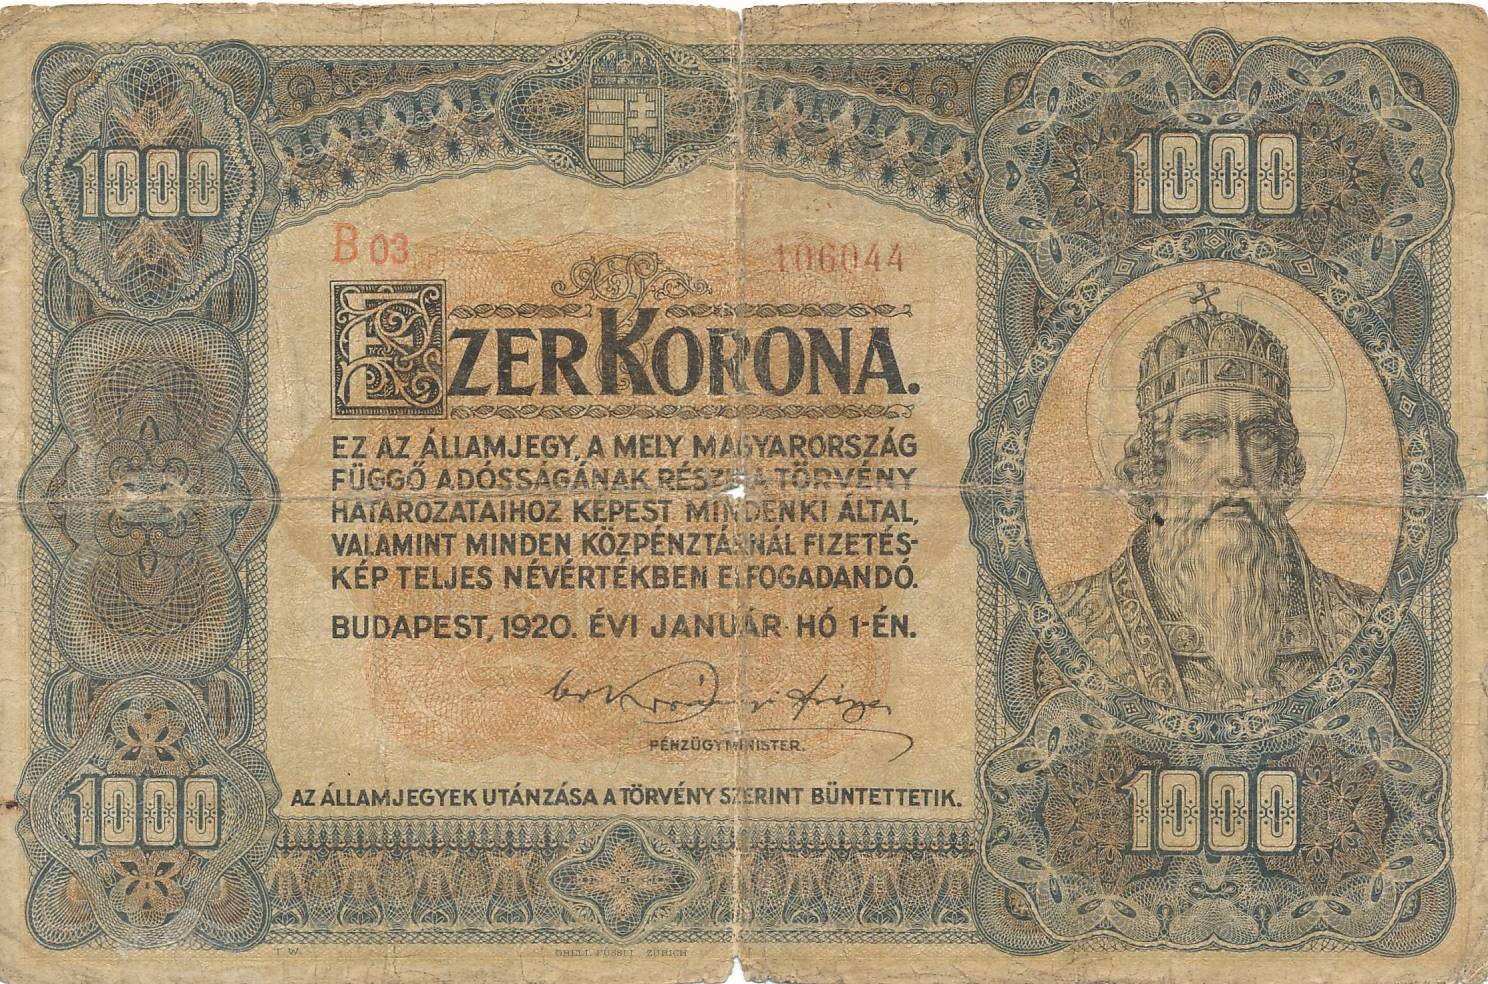 1000
1000
B 03
106044
EZER KORONA.
EZ AZ ÁLLAMJEGY, A MELY MAGYARORSZÁG
FÜGGŐ ADÓSSÁGÁNAK RÉSZE, A TÖRVÉNY
HATÁROZATAIHOZ KÉPEST MINDENKI ÁLTAL,
VALAMINT MINDEN KÖZPÉNZTÁRNÁL FIZETÉS-
KÉP TELJES NÉVÉRTÉKBEN ELFOGADANDÓ.
BUDAPEST, 1920. ÉVI JANUÁR HÓ 1-ÉN.
PÉNZÜGYMINISTER.
AZ ÁLLAMJEGYEK UTÁNZÁSA A TÖRVÉNY SZERINT BÜNTETTETIK.
1000
1000
ORELL FÜSSLI ZÜRICH